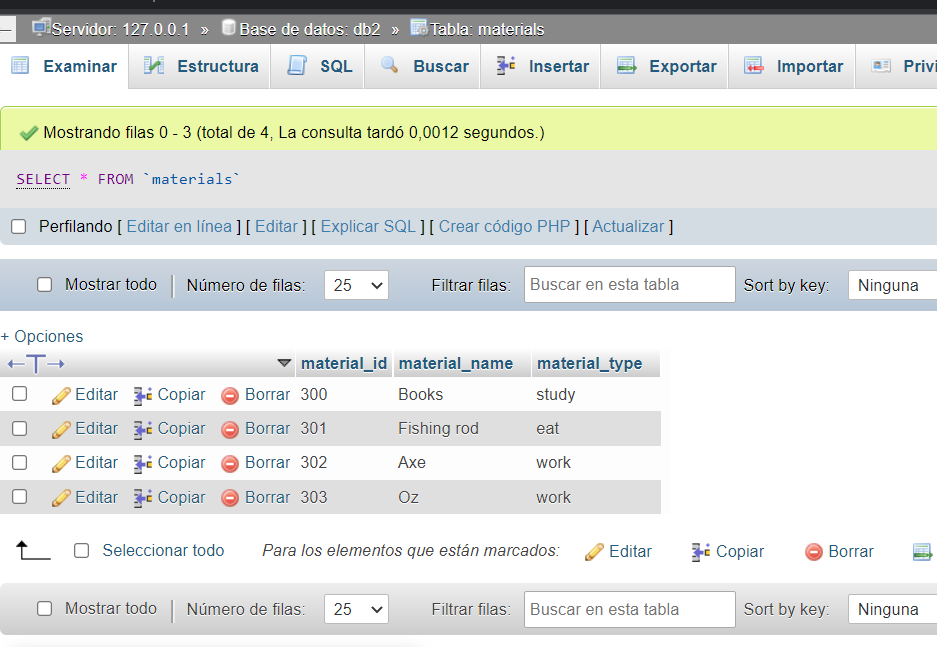 Servidor: 127.0.0.1 » Base de datos: db2 » Tabla: materials
Examinar Estructura SQL Buscar Insertar Exportar Importar
Mostrando filas 0 - 3 (total de 4, La consulta tardó 0,0012 segundos.)
SELECT * FROM `materials`
Perfilando [ Editar en línea ] [ Editar ] [ Explicar SQL ] [ Crear código PHP ] [ Actualizar ]
Mostrar todo Número de filas: 25 Filtrar filas: Buscar en esta tabla Sort by key: Ninguna
+ Opciones
←T→ material_id material_name material_type
Editar Copiar Borrar 300 Books study
Editar Copiar Borrar 301 Fishing rod eat
Editar Copiar Borrar 302 Axe work
Editar Copiar Borrar 303 Oz work
Seleccionar todo Para los elementos que están marcados: Editar Copiar Borrar
Mostrar todo Número de filas: 25 Filtrar filas: Buscar en esta tabla Sort by key: Ninguna